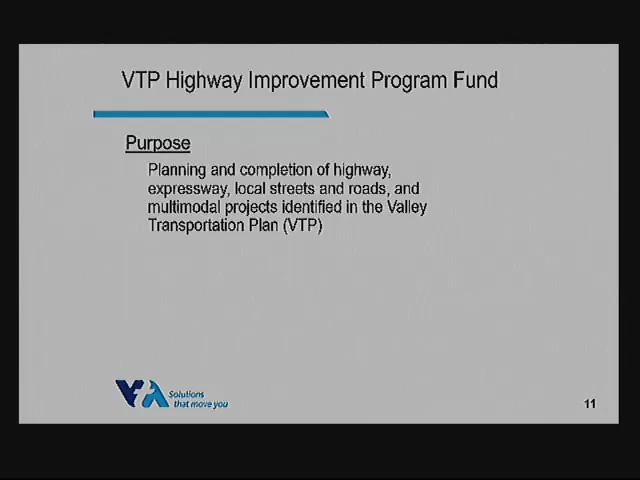 VTP Highway Improvement Program Fund
Purpose
Planning and completion of highway,
expressway, local streets and roads, and
multimodal projects identified in the Valley
Transportation Plan (VTP)
VTA
Solutions
that move you
11